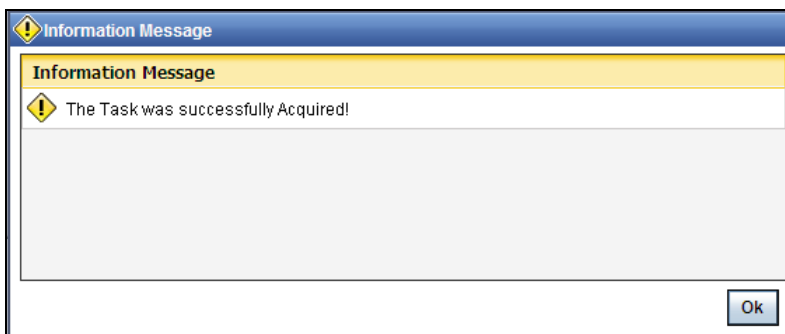 Information Message
Information Message
The Task was successfully Acquired!
Ok